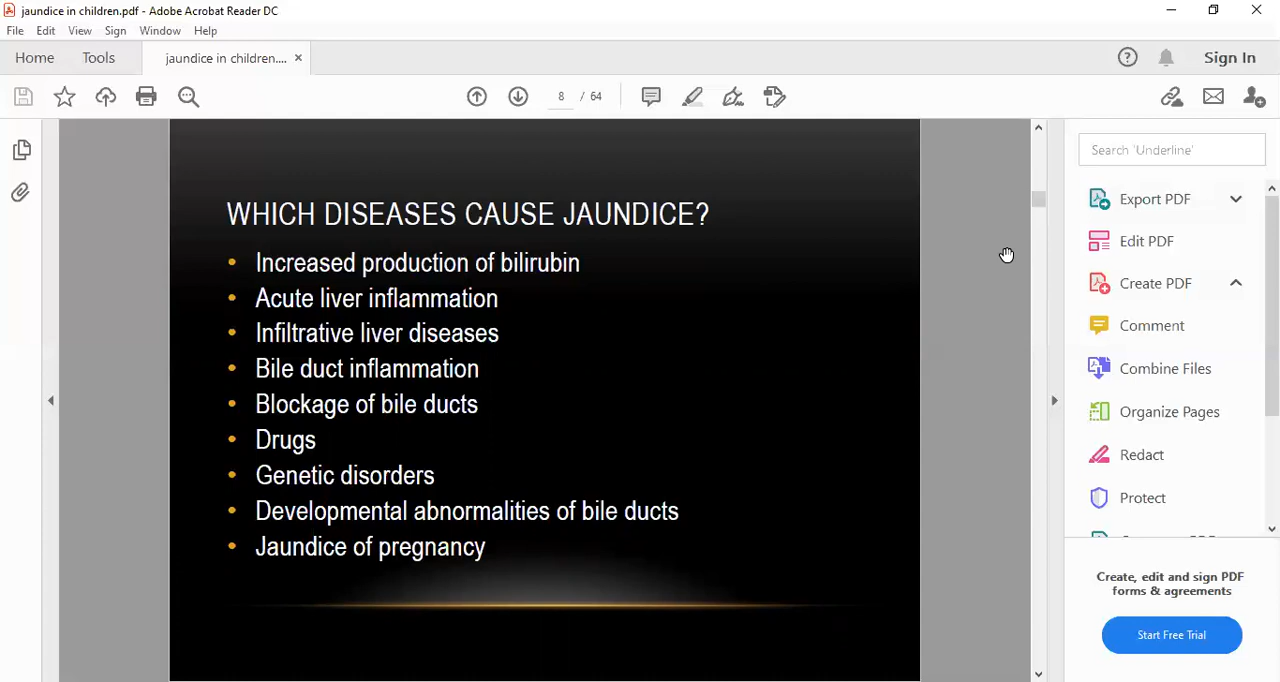 jaundice in children.pdf - Adobe Acrobat Reader DC
File Edit View Sign Window Help
Home Tools jaundice in children.... × Sign In
8 / 64
Search 'Underline'
WHICH DISEASES CAUSE JAUNDICE?
• Increased production of bilirubin
• Acute liver inflammation
• Infiltrative liver diseases
• Bile duct inflammation
• Blockage of bile ducts
• Drugs
• Genetic disorders
• Developmental abnormalities of bile ducts
• Jaundice of pregnancy
Export PDF
Edit PDF
Create PDF
Comment
Combine Files
Organize Pages
Redact
Protect
Create, edit and sign PDF
forms & agreements
Start Free Trial